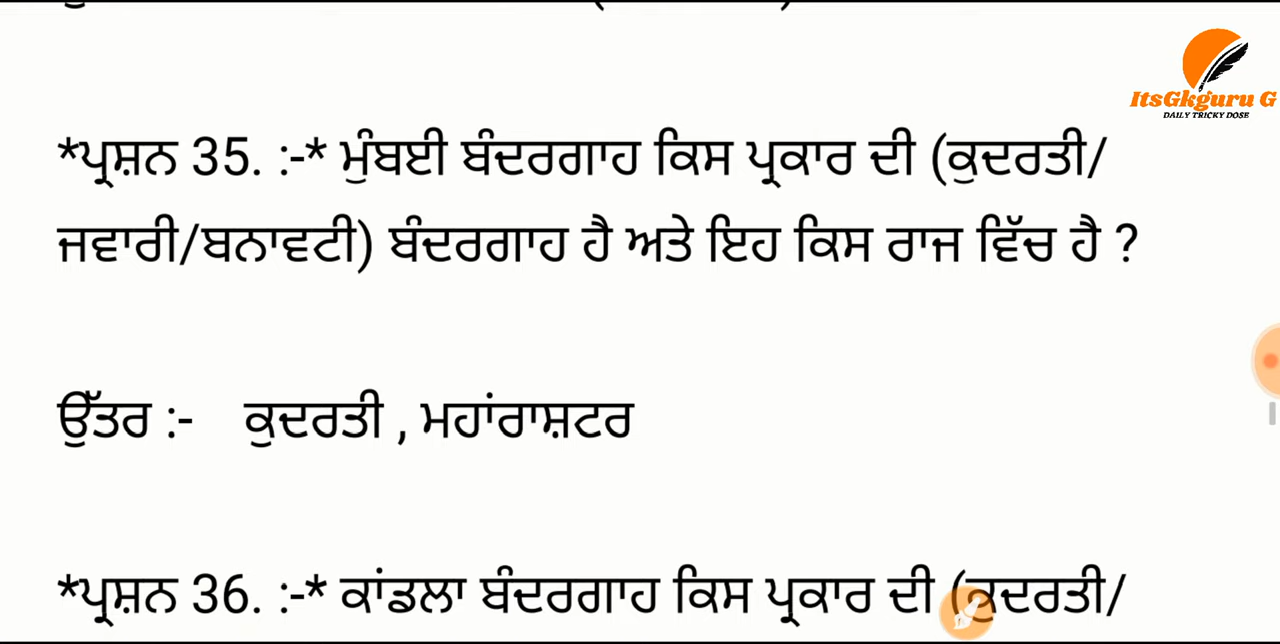 ItsGkguru G
DAILY TRICKY DOSE
*ਪ੍ਰਸ਼ਨ 35. :-* ਮੁੰਬਈ ਬੰਦਰਗਾਹ ਕਿਸ ਪ੍ਰਕਾਰ ਦੀ (ਕੁਦਰਤੀ/
ਜਵਾਰੀ/ਬਨਾਵਟੀ) ਬੰਦਰਗਾਹ ਹੈ ਅਤੇ ਇਹ ਕਿਸ ਰਾਜ ਵਿੱਚ ਹੈ ?
ਉੱਤਰ :- ਕੁਦਰਤੀ , ਮਹਾਂਰਾਸ਼ਟਰ
*ਪ੍ਰਸ਼ਨ 36. :-* ਕਾਂਡਲਾ ਬੰਦਰਗਾਹ ਕਿਸ ਪ੍ਰਕਾਰ ਦੀ (ਕੁਦਰਤੀ/